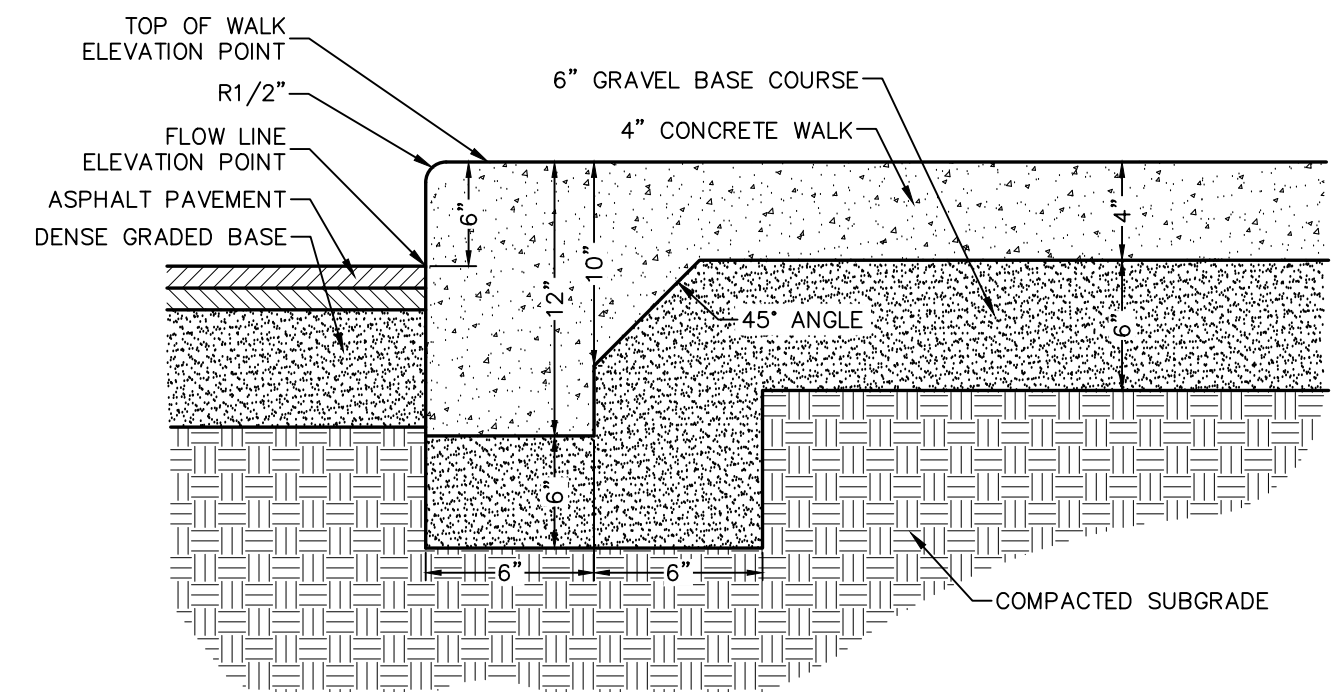 TOP OF WALK
ELEVATION POINT
R1/2”
FLOW LINE
ELEVATION POINT
ASPHALT PAVEMENT
DENSE GRADED BASE
6” GRAVEL BASE COURSE
4” CONCRETE WALK
6”
12”
10”
4”
45° ANGLE
6”
6”
6”
6”
COMPACTED SUBGRADE